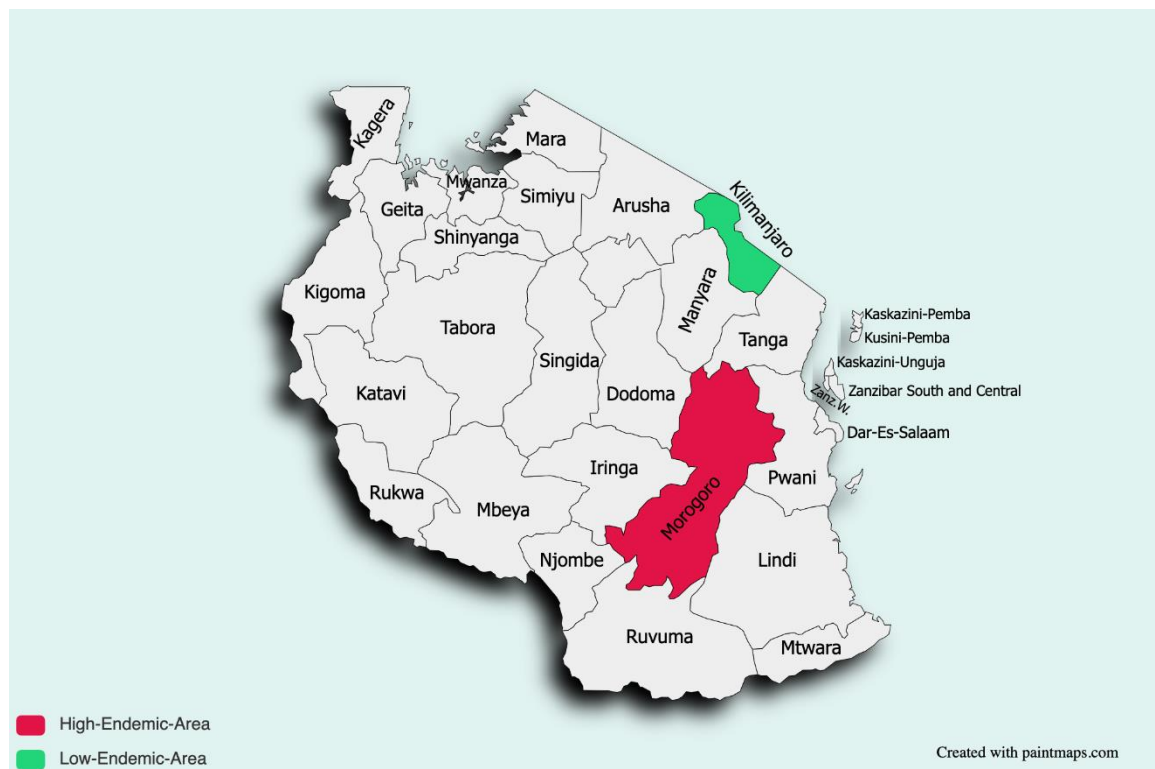 Kagera
Mara
Mwanza
Simiyu
Geita
Arusha
Kilimanjaro
Shinyanga
Kigoma
Manyara
Tabora
Kaskazini-Pemba
Kusini-Pemba
Tanga
Singida
Kaskazini-Unguja
Katavi
Dodoma
Zanzibar South and Central
Zanz.W.
Dar-Es-Salaam
Iringa
Pwani
Rukwa
Mbeya
Morogoro
Njombe
Lindi
Ruvuma
Mtwara
High-Endemic-Area
Low-Endemic-Area
Created with paintmaps.com